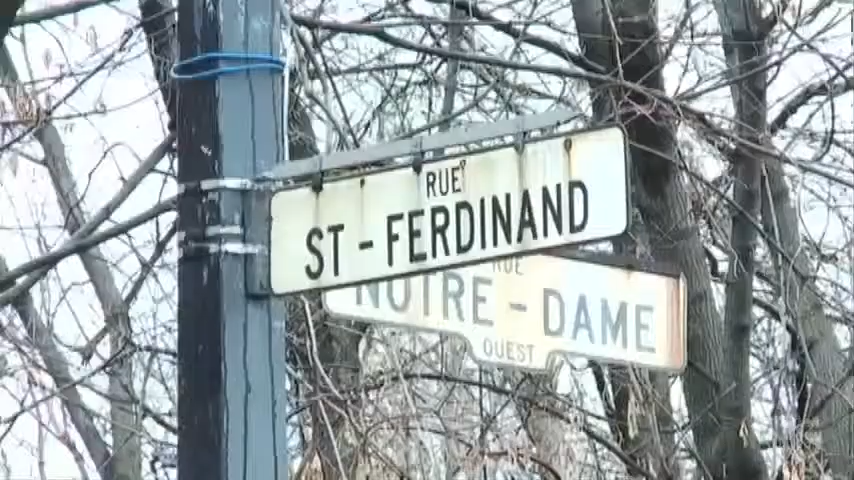 RUE
ST-FERDINAND
RUE
NOTRE-DAME
OUEST